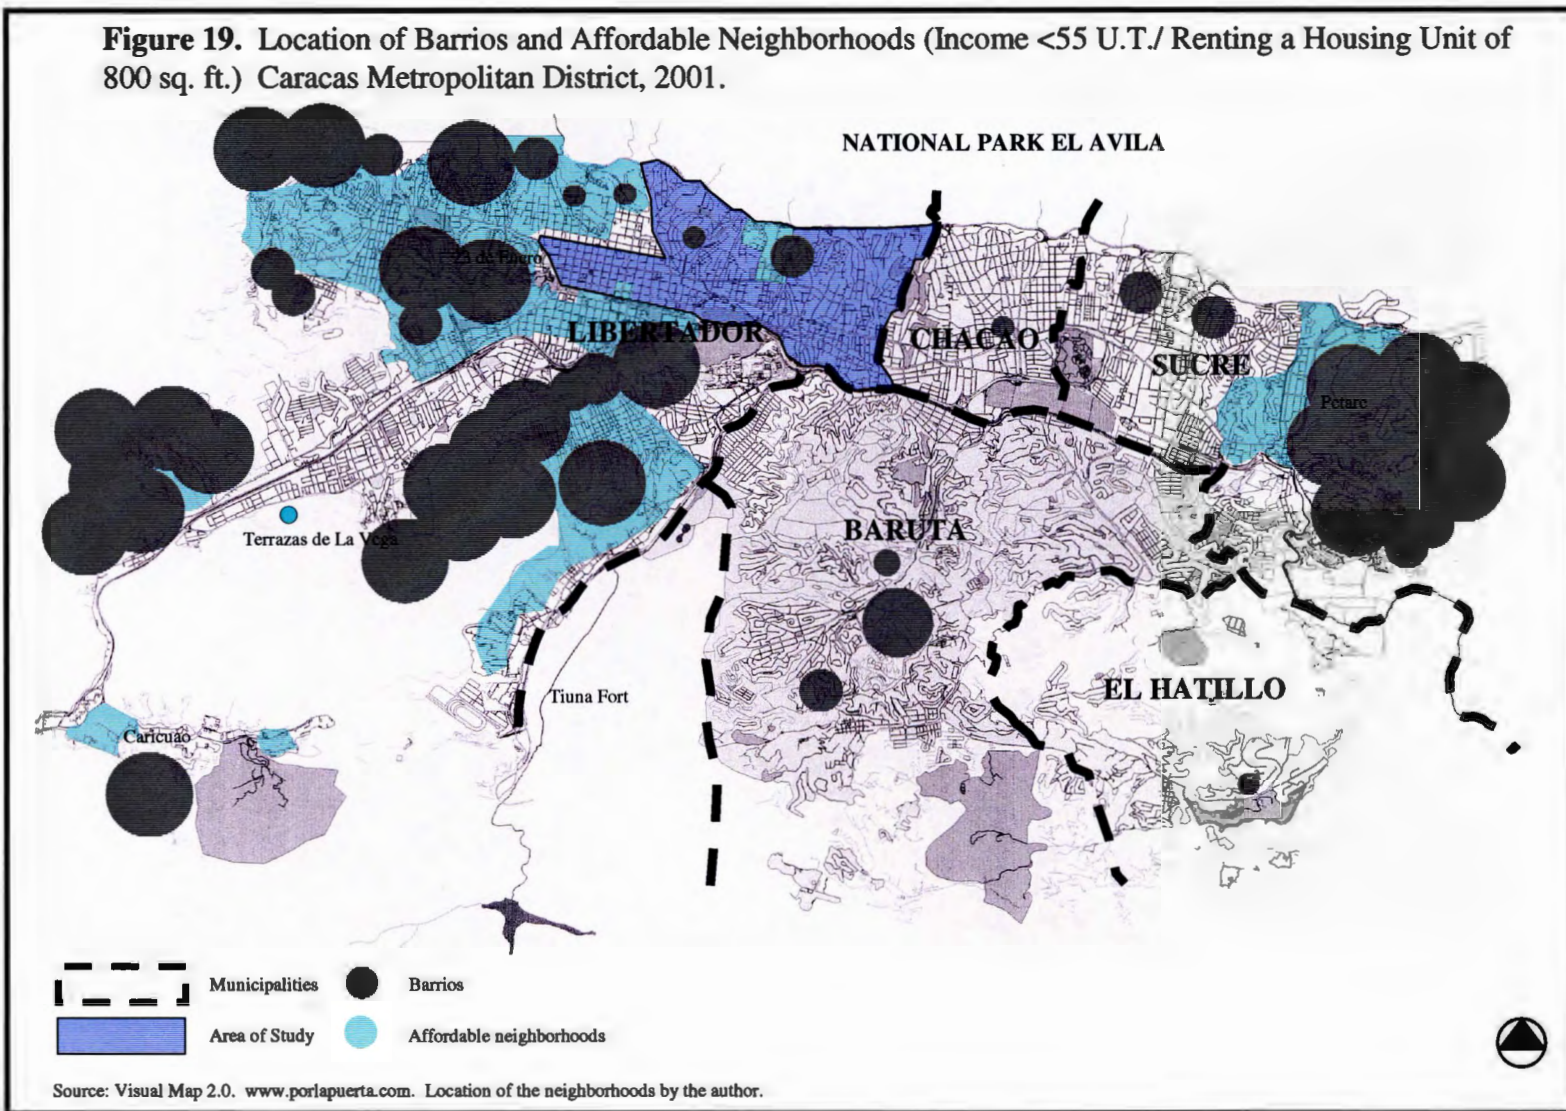 Figure 19. Location of Barrios and Affordable Neighborhoods (Income <55 U.T./ Renting a Housing Unit of
800 sq. ft.) Caracas Metropolitan District, 2001.
NATIONAL PARK EL AVILA
23 de Enero
LIBERTADOR
CHACAO
SUCRE
Petare
BARUTA
Terrazas de La Vega
EL HATILLO
Tiuna Fort
Caricuao
Municipalities
Barrios
Area of Study
Affordable neighborhoods
Source: Visual Map 2.0. www.porlapuerta.com. Location of the neighborhoods by the author.